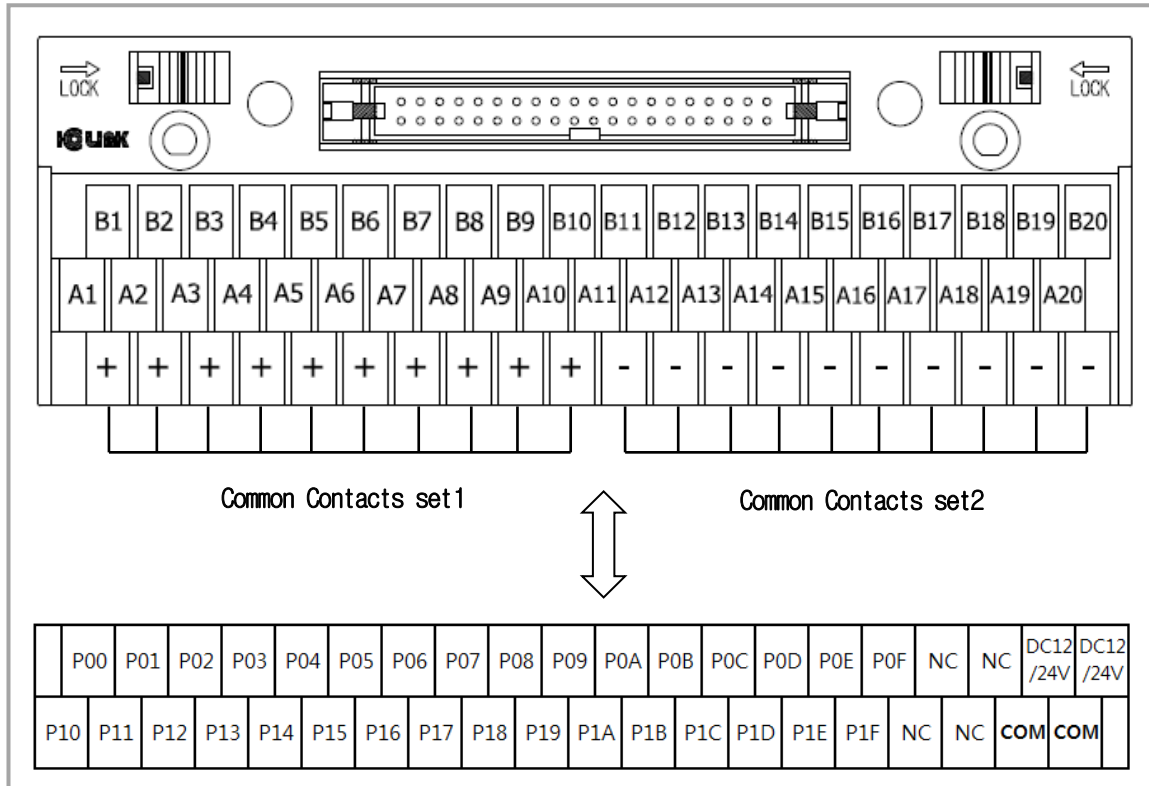 LOCK LOCK
B1 B2 B3 B4 B5 B6 B7 B8 B9 B10 B11 B12 B13 B14 B15 B16 B17 B18 B19 B20
A1 A2 A3 A4 A5 A6 A7 A8 A9 A10 A11 A12 A13 A14 A15 A16 A17 A18 A19 A20
+ + + + + + + + + + - - - - - - - - - -
Common Contacts set1 Common Contacts set2
P00 P01 P02 P03 P04 P05 P06 P07 P08 P09 P0A P0B P0C P0D P0E P0F NC NC DC12 DC12
/24V /24V
P10 P11 P12 P13 P14 P15 P16 P17 P18 P19 P1A P1B P1C P1D P1E P1F NC NC COM COM